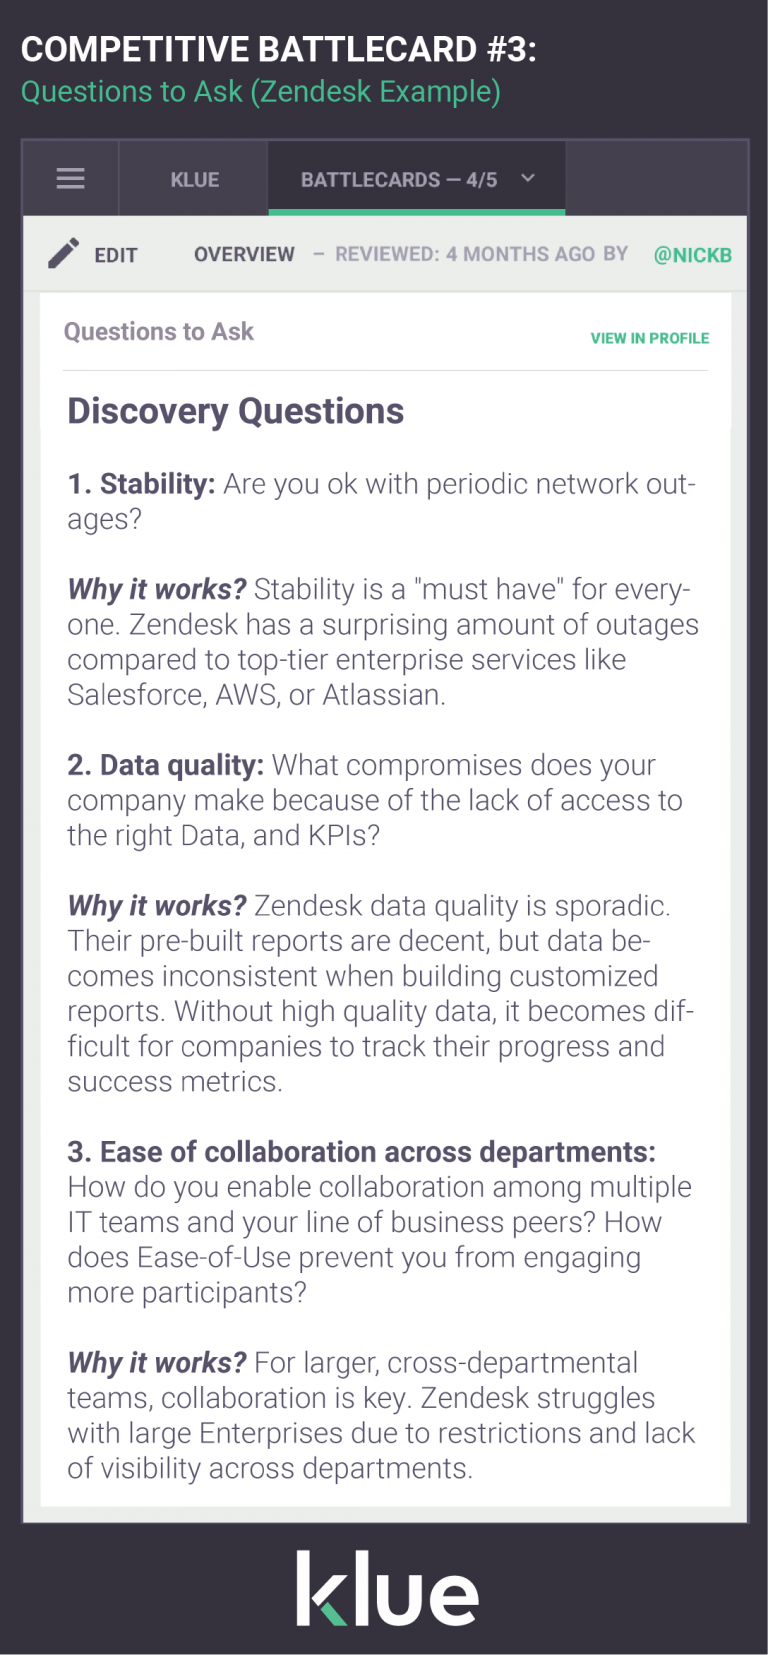 COMPETITIVE BATTLECARD #3:
Questions to Ask (Zendesk Example)
KLUE
BATTLECARDS — 4/5
EDIT
OVERVIEW – REVIEWED: 4 MONTHS AGO BY @NICKB
Questions to Ask
VIEW IN PROFILE
Discovery Questions
1. Stability: Are you ok with periodic network out-
ages?
Why it works? Stability is a "must have" for every-
one. Zendesk has a surprising amount of outages
compared to top-tier enterprise services like
Salesforce, AWS, or Atlassian.
2. Data quality: What compromises does your
company make because of the lack of access to
the right Data, and KPIs?
Why it works? Zendesk data quality is sporadic.
Their pre-built reports are decent, but data be-
comes inconsistent when building customized
reports. Without high quality data, it becomes dif-
ficult for companies to track their progress and
success metrics.
3. Ease of collaboration across departments:
How do you enable collaboration among multiple
IT teams and your line of business peers? How
does Ease-of-Use prevent you from engaging
more participants?
Why it works? For larger, cross-departmental
teams, collaboration is key. Zendesk struggles
with large Enterprises due to restrictions and lack
of visibility across departments.
klue